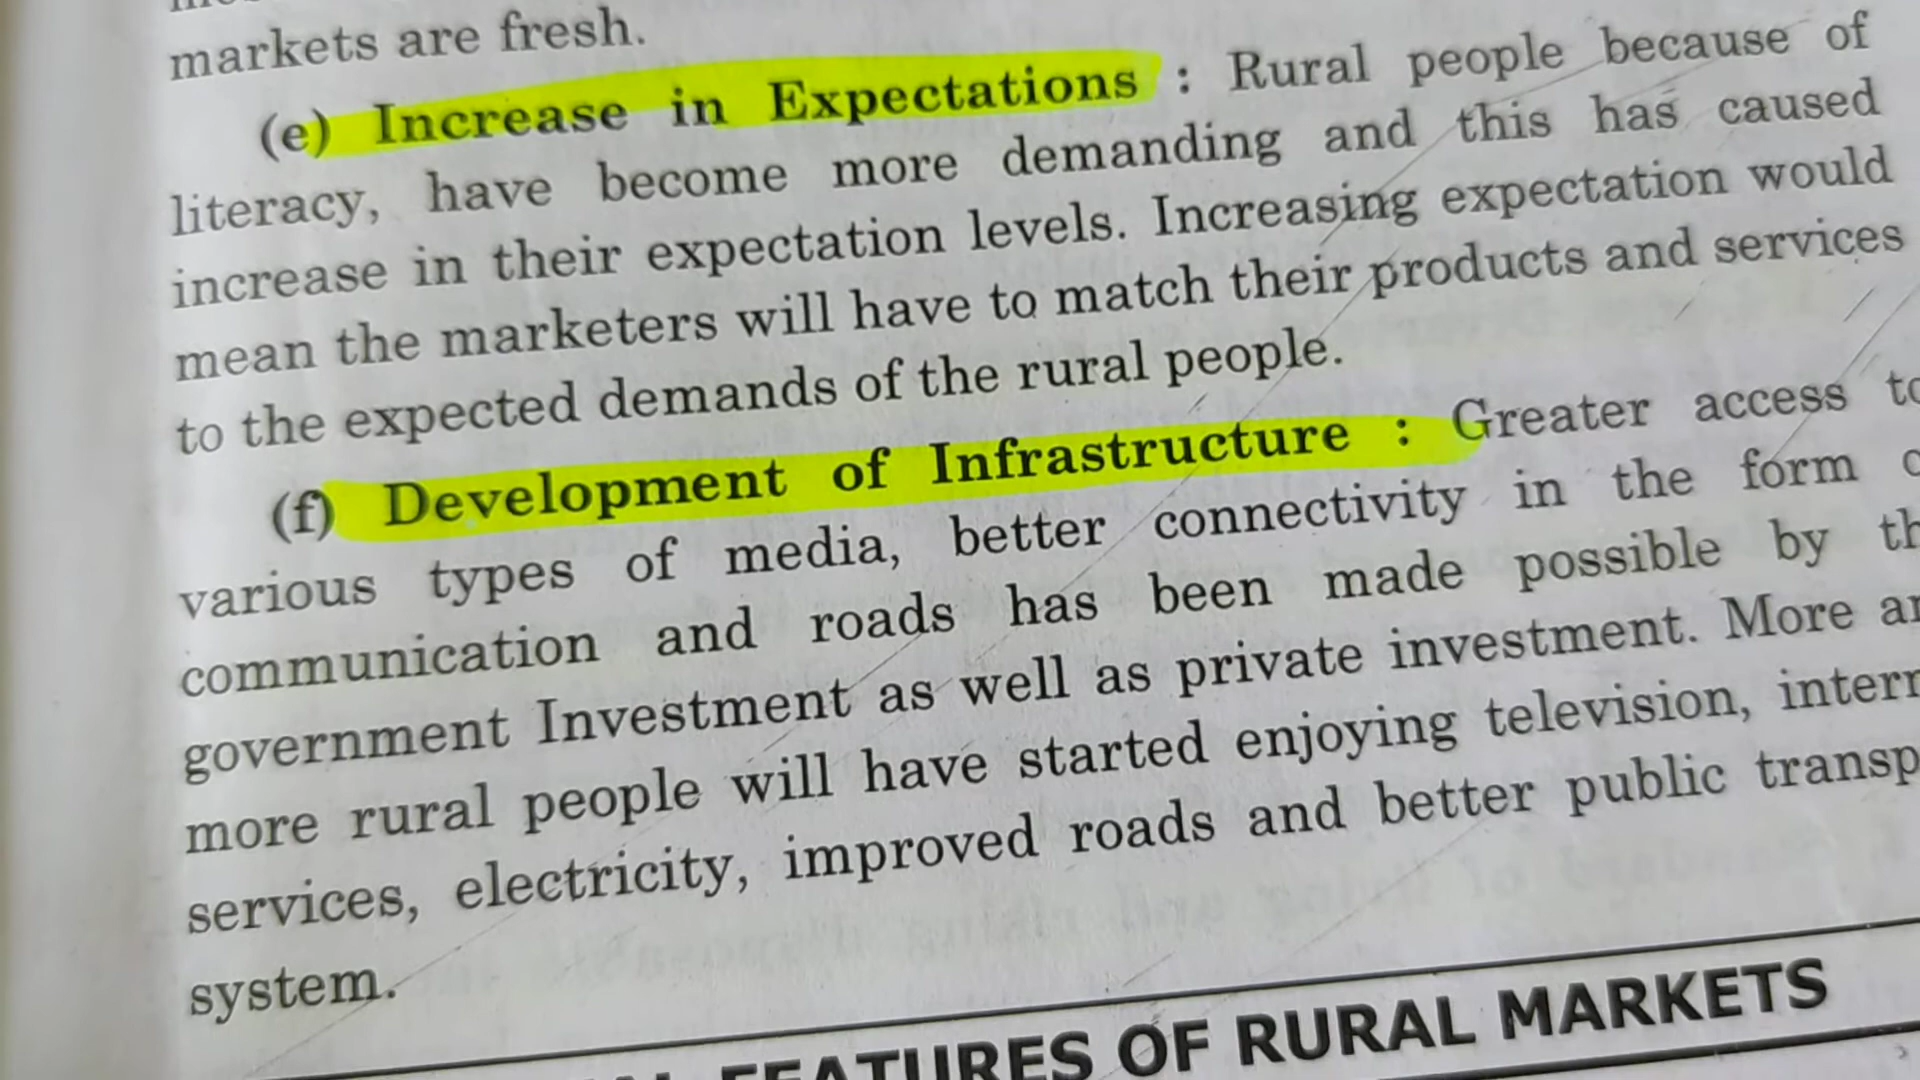 markets are fresh.
(e) Increase in Expectations : Rural people because of
literacy, have become more demanding and this has caused
increase in their expectation levels. Increasing expectation would
mean the marketers will have to match their products and services
to the expected demands of the rural people.
(f) Development of Infrastructure : Greater access to
various types of media, better connectivity in the form
communication and roads has been made possible by
government Investment as well as private investment. More
more rural people will have started enjoying television,
services, electricity, improved roads and better public
system.
FEATURES OF RURAL MARKETS